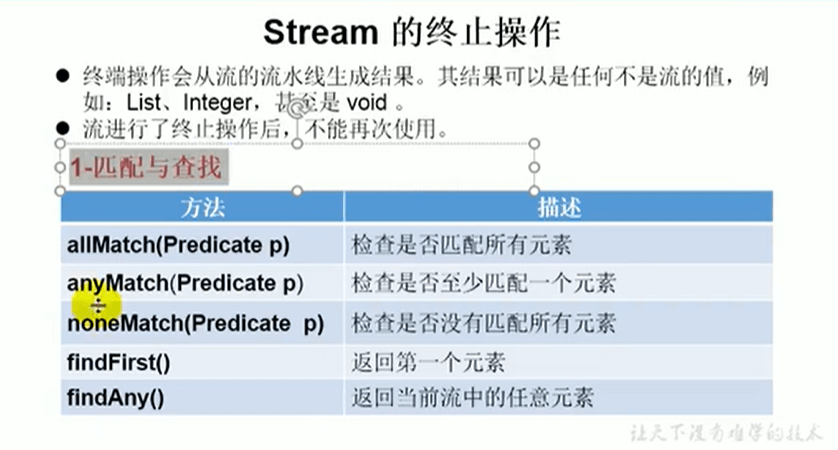 Stream 的终止操作
终端操作会从流的流水线生成结果。其结果可以是任何不是流的值，例
如：List、Integer，甚至是 void 。
流进行了终止操作后，不能再次使用。
1-匹配与查找
方法 描述
allMatch(Predicate p) 检查是否匹配所有元素
anyMatch(Predicate p) 检查是否至少匹配一个元素
noneMatch(Predicate p) 检查是否没有匹配所有元素
findFirst() 返回第一个元素
findAny() 返回当前流中的任意元素
让天下没有难学的技术